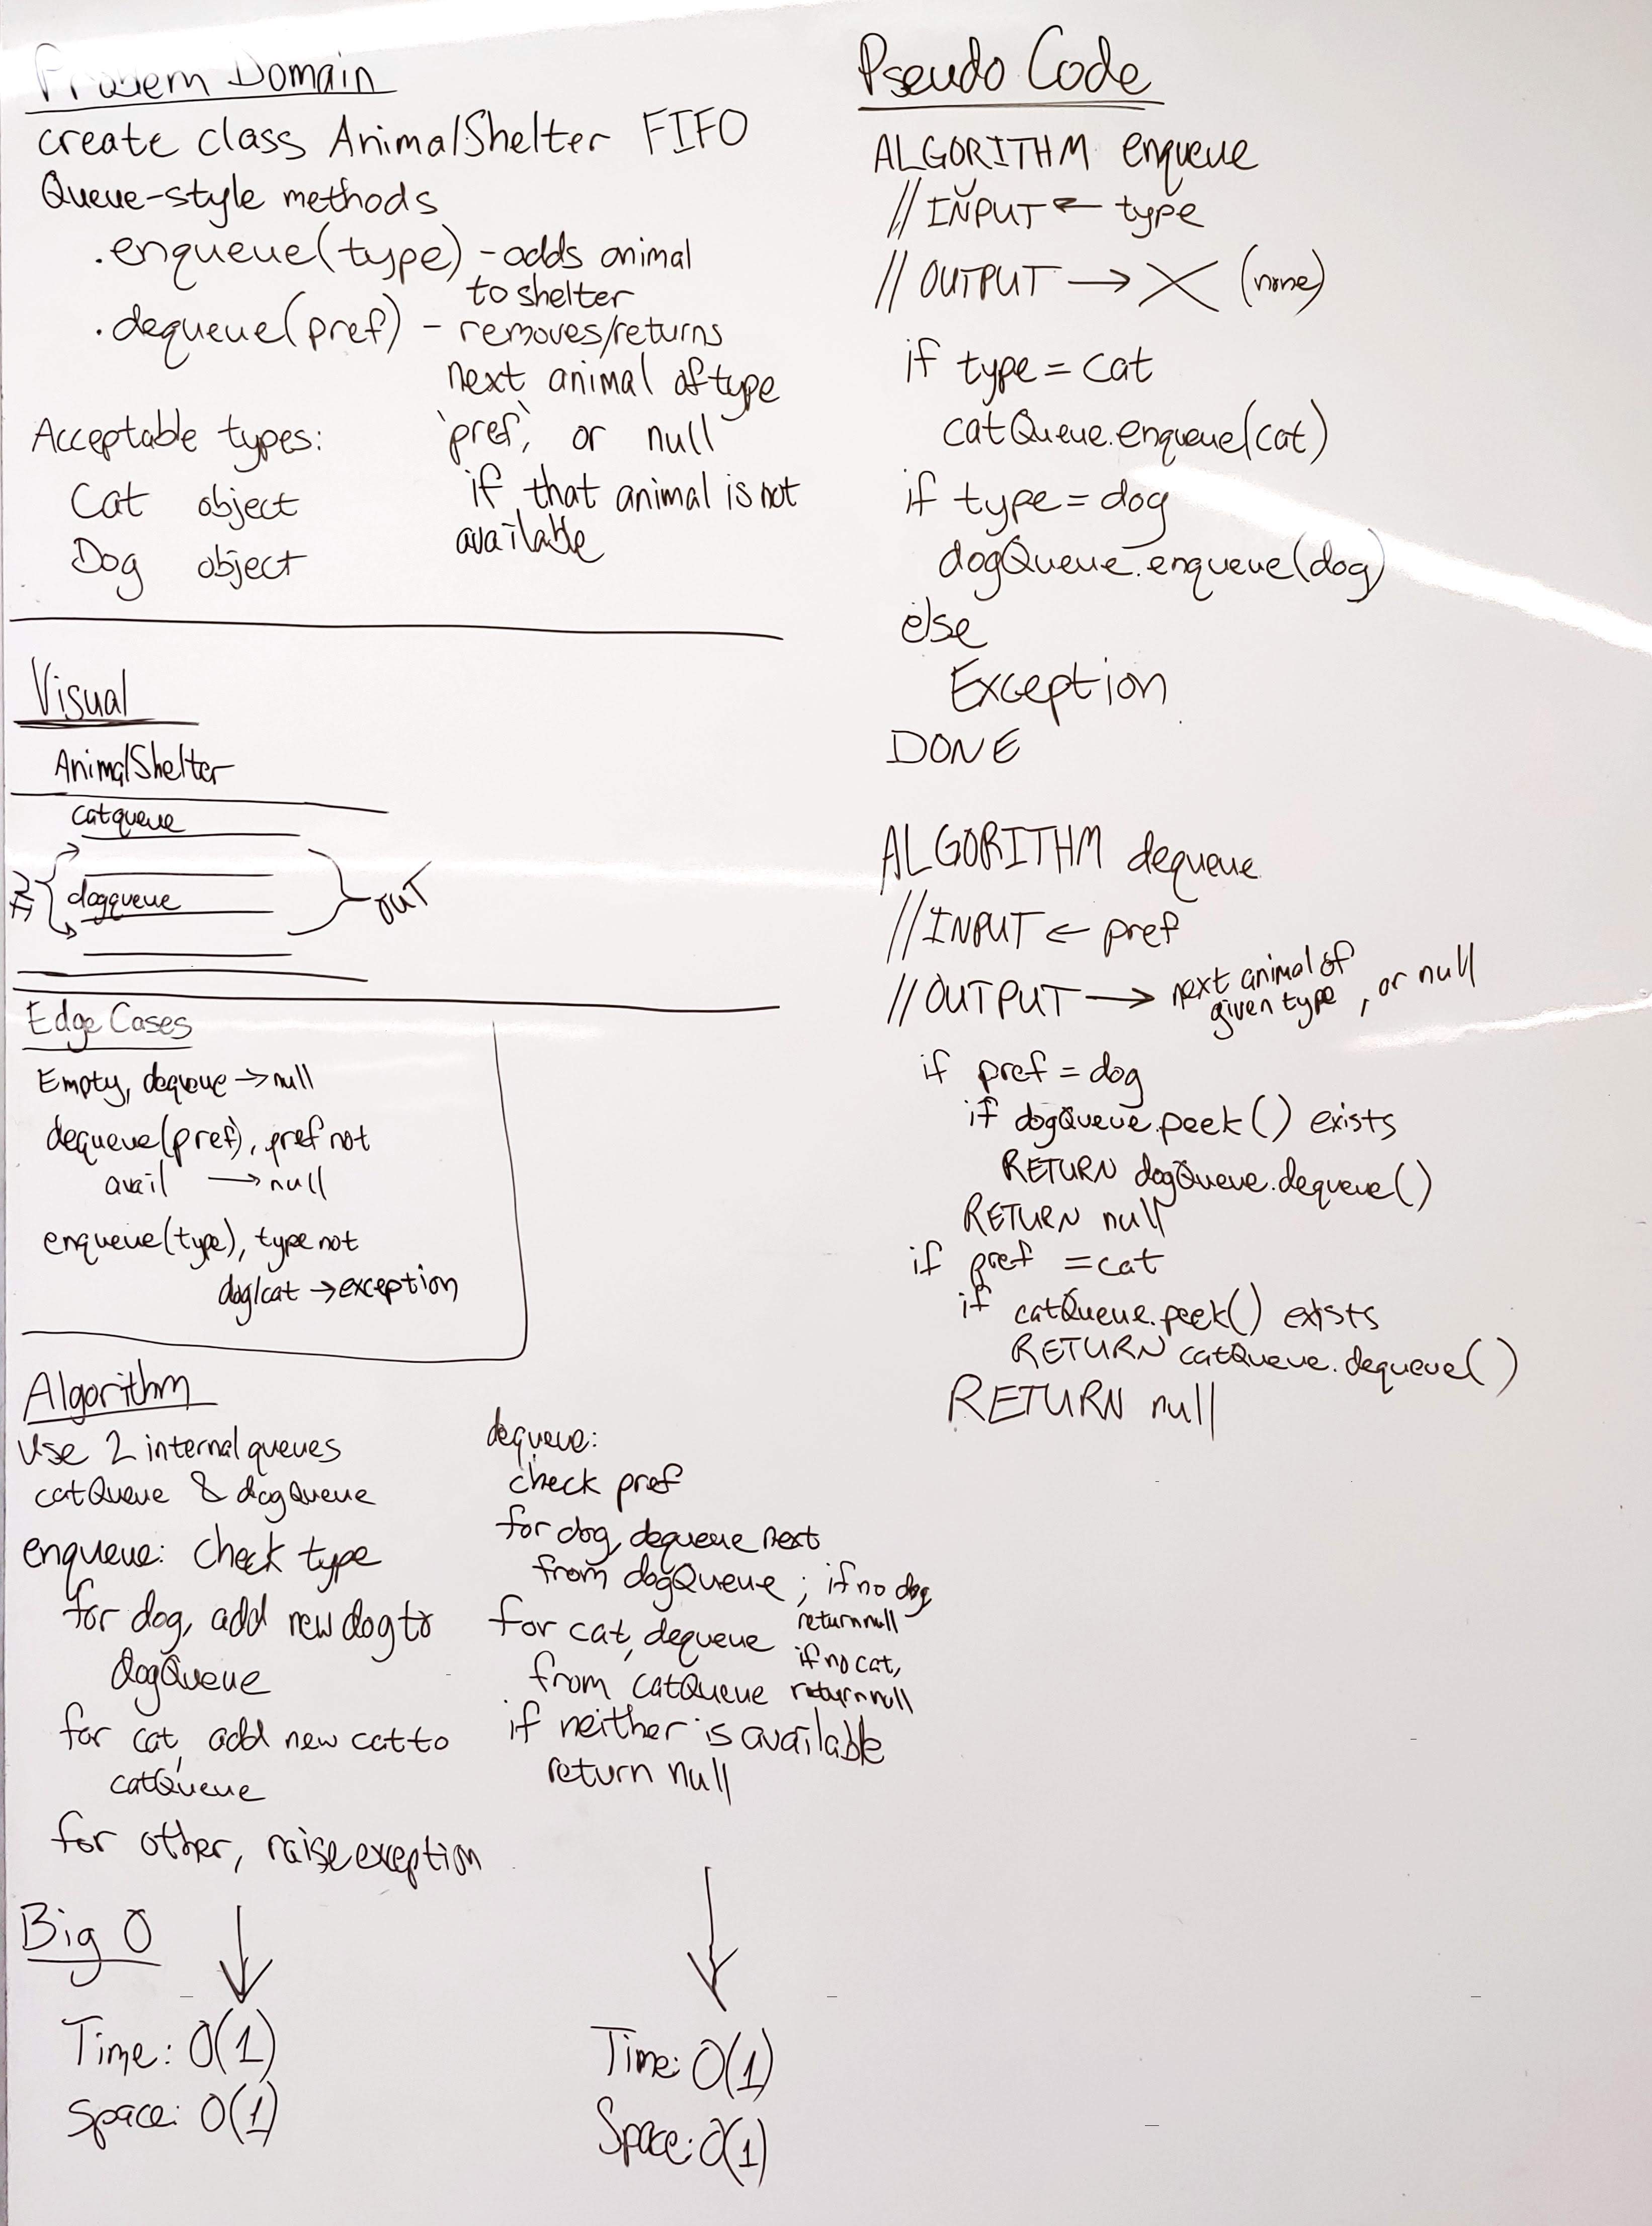 Problem Domain
create class AnimalShelter FIFO
Queue-style methods
.enqueue(type) - adds animal
to shelter
.dequeue(pref) - removes/returns
next animal of type
'pref', or null
if that animal is not
available
Acceptable types:
Cat object
Dog object
Visual
AnimalShelter
catqueue
IN
dogqueue
OUT
Edge Cases
Empty, dequeue → null
dequeue(pref), pref not
avail → null
enqueue(type), type not
dog/cat → exception
Algorithm
Use 2 internal queues
catQueue & dogQueue
enqueue: check type
for dog, add new dog to
dogQueue
for cat, add new cat to
catQueue
for other, raise exception
dequeue:
check pref
for dog, dequeue next
from dogQueue ; if no dog,
return null
for cat, dequeue
from catQueue
if no cat,
return null
if neither is available
return null
Big O
Time: O(1)
Space: O(1)
Time: O(1)
Space: O(1)
Pseudo Code
ALGORITHM enqueue
// INPUT ← type
// OUTPUT → X (none)
if type = cat
catQueue.enqueue(cat)
if type = dog
dogQueue.enqueue(dog)
else
Exception
DONE
ALGORITHM dequeue
// INPUT ← pref
// OUTPUT → next animal of
given type, or null
if pref = dog
if dogQueue.peek() exists
RETURN dogQueue.dequeue()
RETURN null
if pref = cat
if catQueue.peek() exists
RETURN catQueue.dequeue()
RETURN null